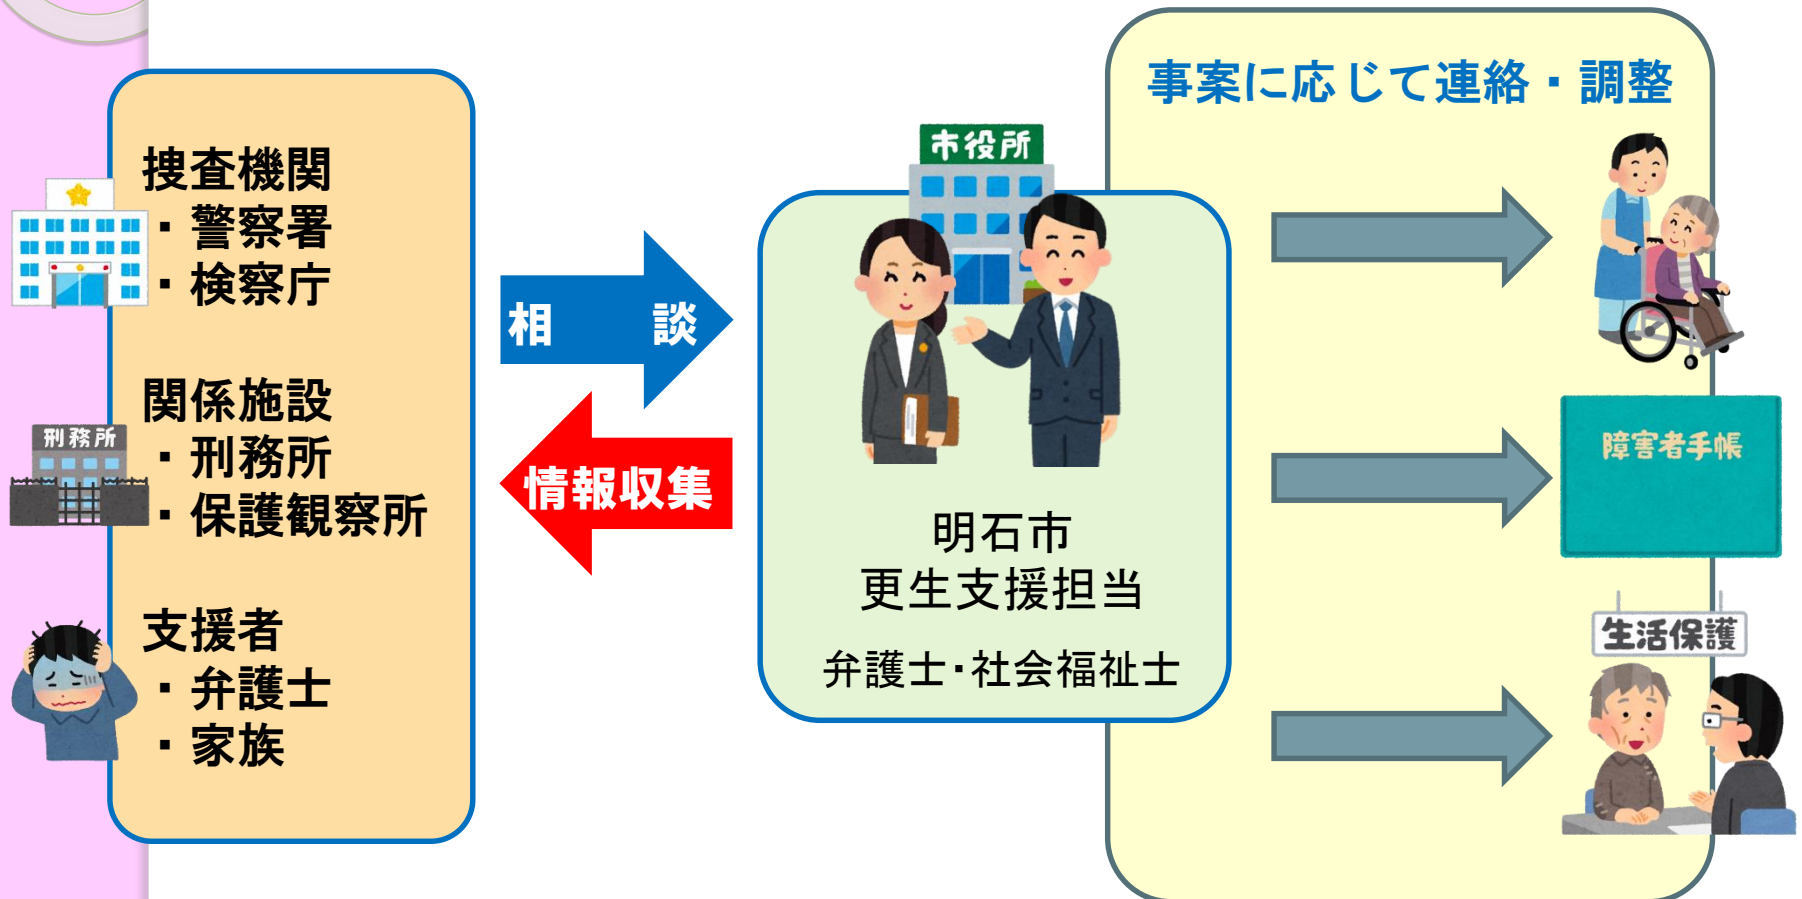 事案に応じて連絡・調整
市役所
捜査機関
・警察署
・検察庁
関係施設
刑務所
・刑務所
・保護観察所
支援者
・弁護士
・家族
相　談
情報収集
明石市
更生支援担当
弁護士・社会福祉士
障害者手帳
生活保護